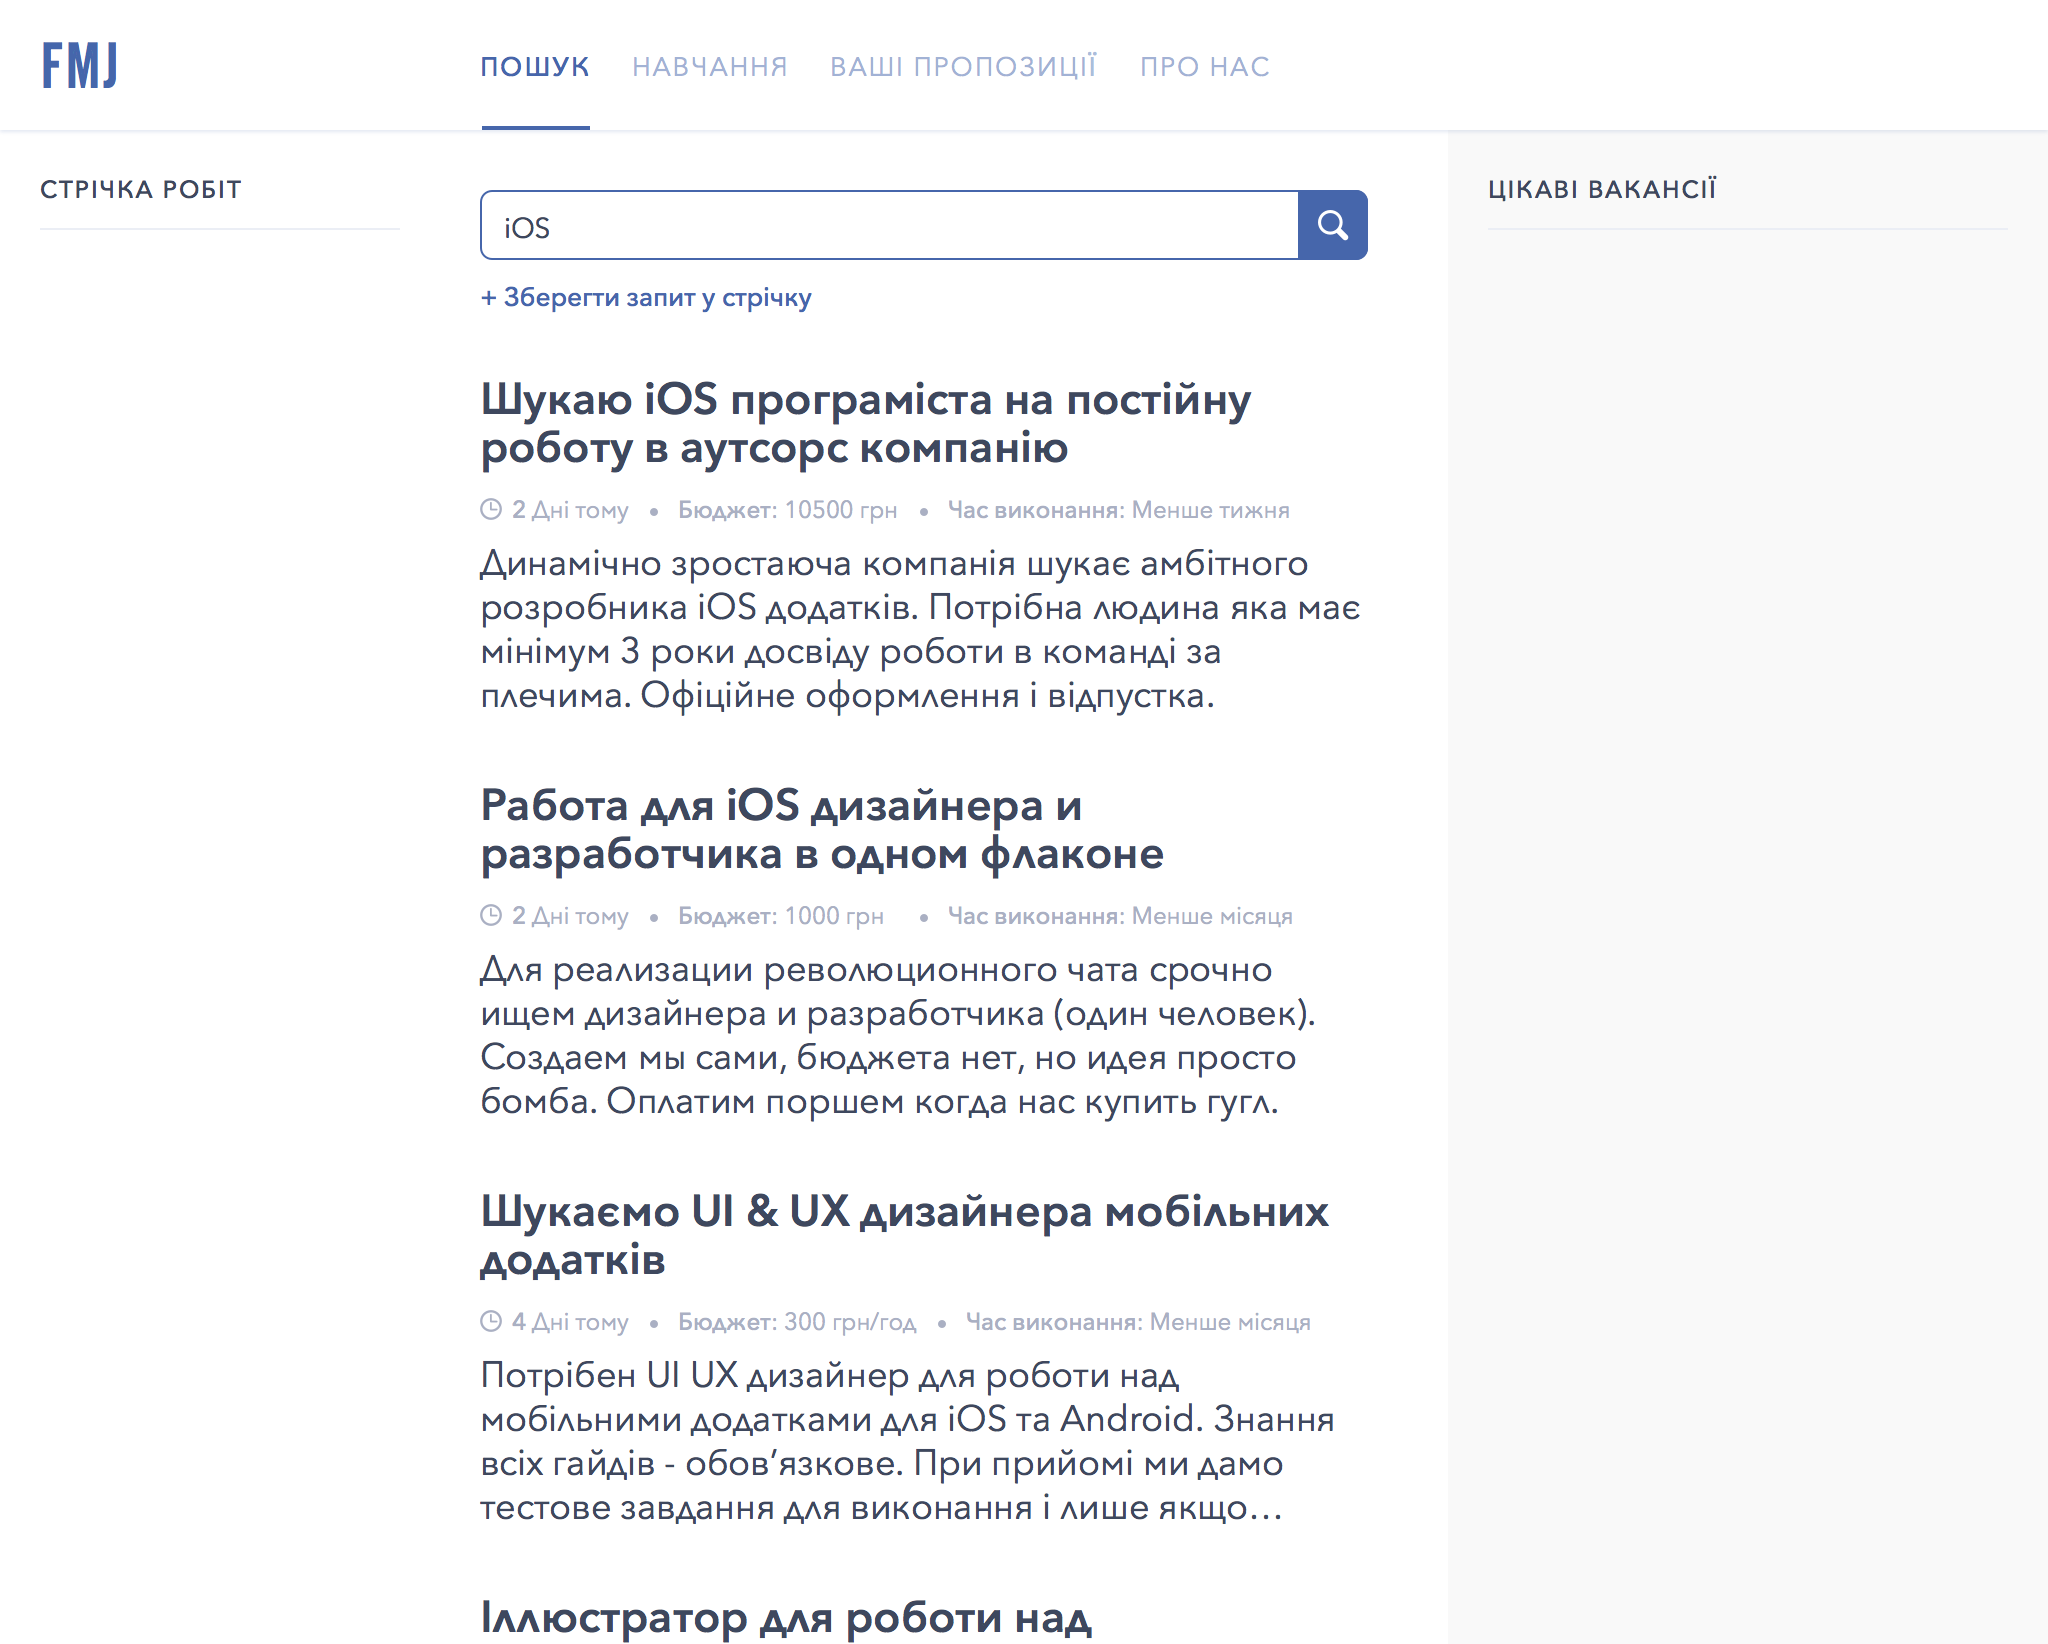 FMJ
ПОШУК НАВЧАННЯ ВАШІ ПРОПОЗИЦІЇ ПРО НАС
СТРІЧКА РОБІТ
iOS
+ Зберегти запит у стрічку
Шукаю iOS програміста на постійну
роботу в аутсорс компанію
2 Дні тому • Бюджет: 10500 грн • Час виконання: Менше тижня
Динамічно зростаюча компанія шукає амбітного
розробника iOS додатків. Потрібна людина яка має
мінімум 3 роки досвіду роботи в команді за
плечима. Офіційне оформлення і відпустка.
Работа для iOS дизайнера и
разработчика в одном флаконе
2 Дні тому • Бюджет: 1000 грн • Час виконання: Менше місяця
Для реализации революционного чата срочно
ищем дизайнера и разработчика (один человек).
Создаем мы сами, бюджета нет, но идея просто
бомба. Оплатим поршем когда нас купить гугл.
Шукаємо UI & UX дизайнера мобільних
додатків
4 Дні тому • Бюджет: 300 грн/год • Час виконання: Менше місяця
Потрібен UI UX дизайнер для роботи над
мобільними додатками для iOS та Android. Знання
всіх гайдів - обов’язкове. При прийомі ми дамо
тестове завдання для виконання і лише якщо...
Іллюстратор для роботи над
ЦІКАВІ ВАКАНСІЇ